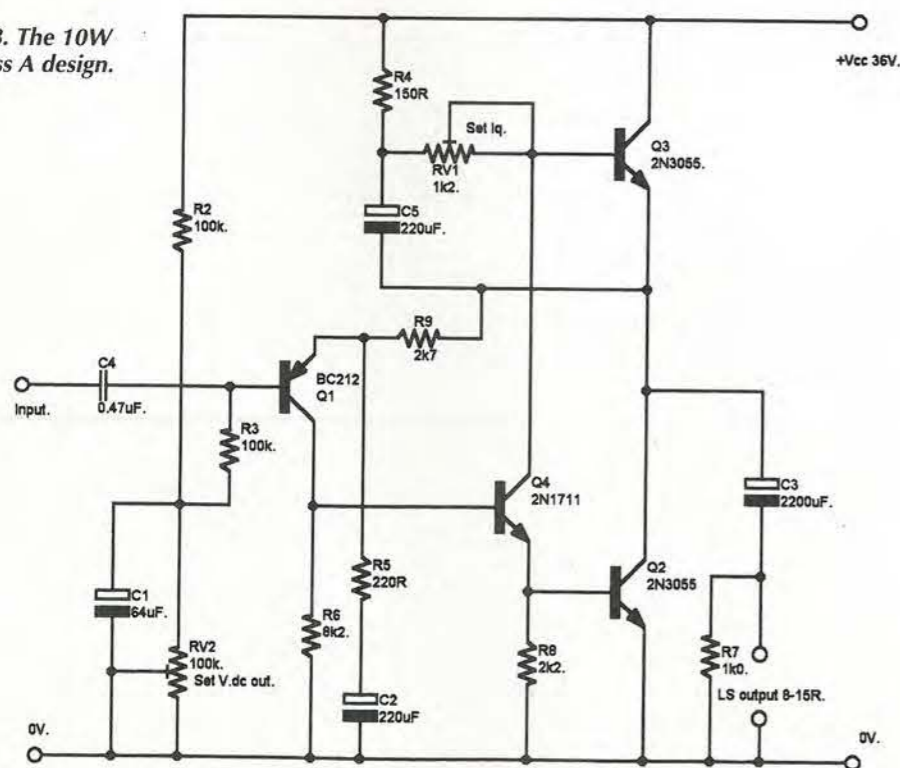 3. The 10W
ss A design.
+Vcc 36V.
R4
150R
Set Iq.
RV1
1k2.
Q3
2N3055.
R2
100k.
C5
220uF.
R9
2k7
C4
0.47uF.
Input.
BC212
Q1
R3
100k.
Q4
2N1711
C3
2200uF.
R5
220R
Q2
2N3055
C1
64uF.
R6
8k2.
RV2
100k.
Set V.dc out.
R8
2k2.
R7
1k0.
LS output 8-15R.
C2
220uF
0V.
0V.